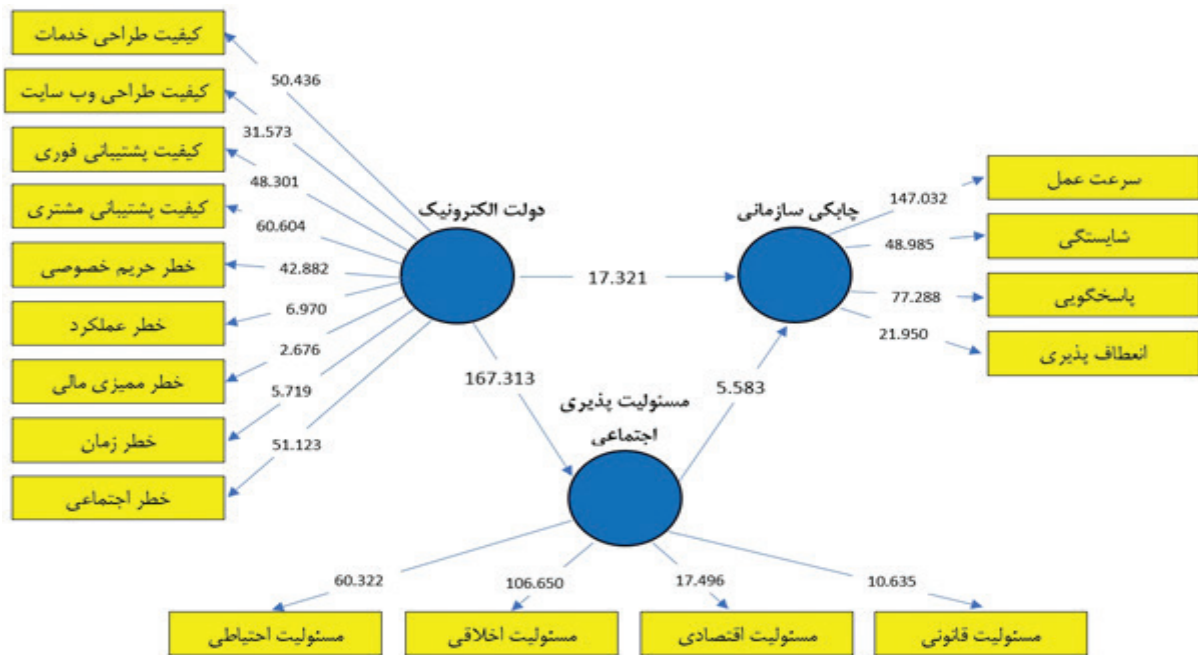 کیفیت طراحی خدمات
50.436
کیفیت طراحی وب سایت
31.573
کیفیت پشتیبانی فوری
48.301
کیفیت پشتیبانی مشتری
60.604
خطر حریم خصوصی
42.882
خطر عملکرد
6.970
خطر ممیزی مالی
2.676
خطر زمان
5.719
خطر اجتماعی
51.123
دولت الکترونیک
17.321
چابکی سازمانی
147.032
سرعت عمل
48.985
شایستگی
77.288
پاسخگویی
21.950
انعطاف پذیری
167.313
5.583
مسئولیت پذیری
اجتماعی
60.322
106.650
17.496
10.635
مسئولیت احتیاطی
مسئولیت اخلاقی
مسئولیت اقتصادی
مسئولیت قانونی